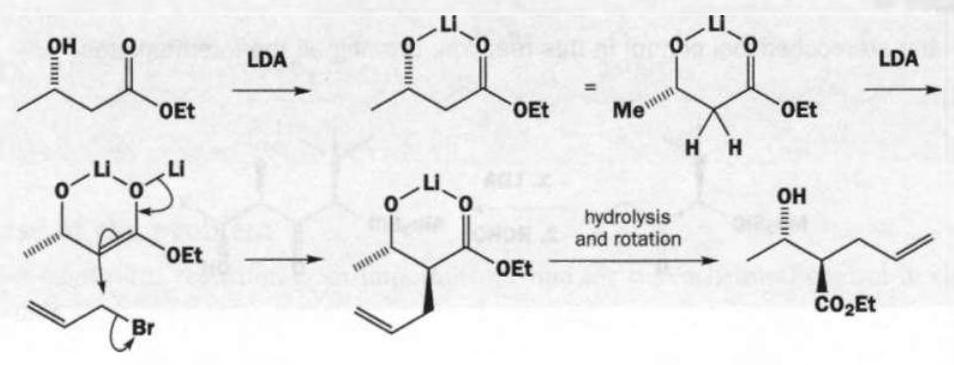 OH O LDA OEt
Li O O OEt
= Li O O Me OEt H H LDA
Li Li O O OEt Br
Li O O OEt
hydrolysis
and rotation
OH CO₂Et